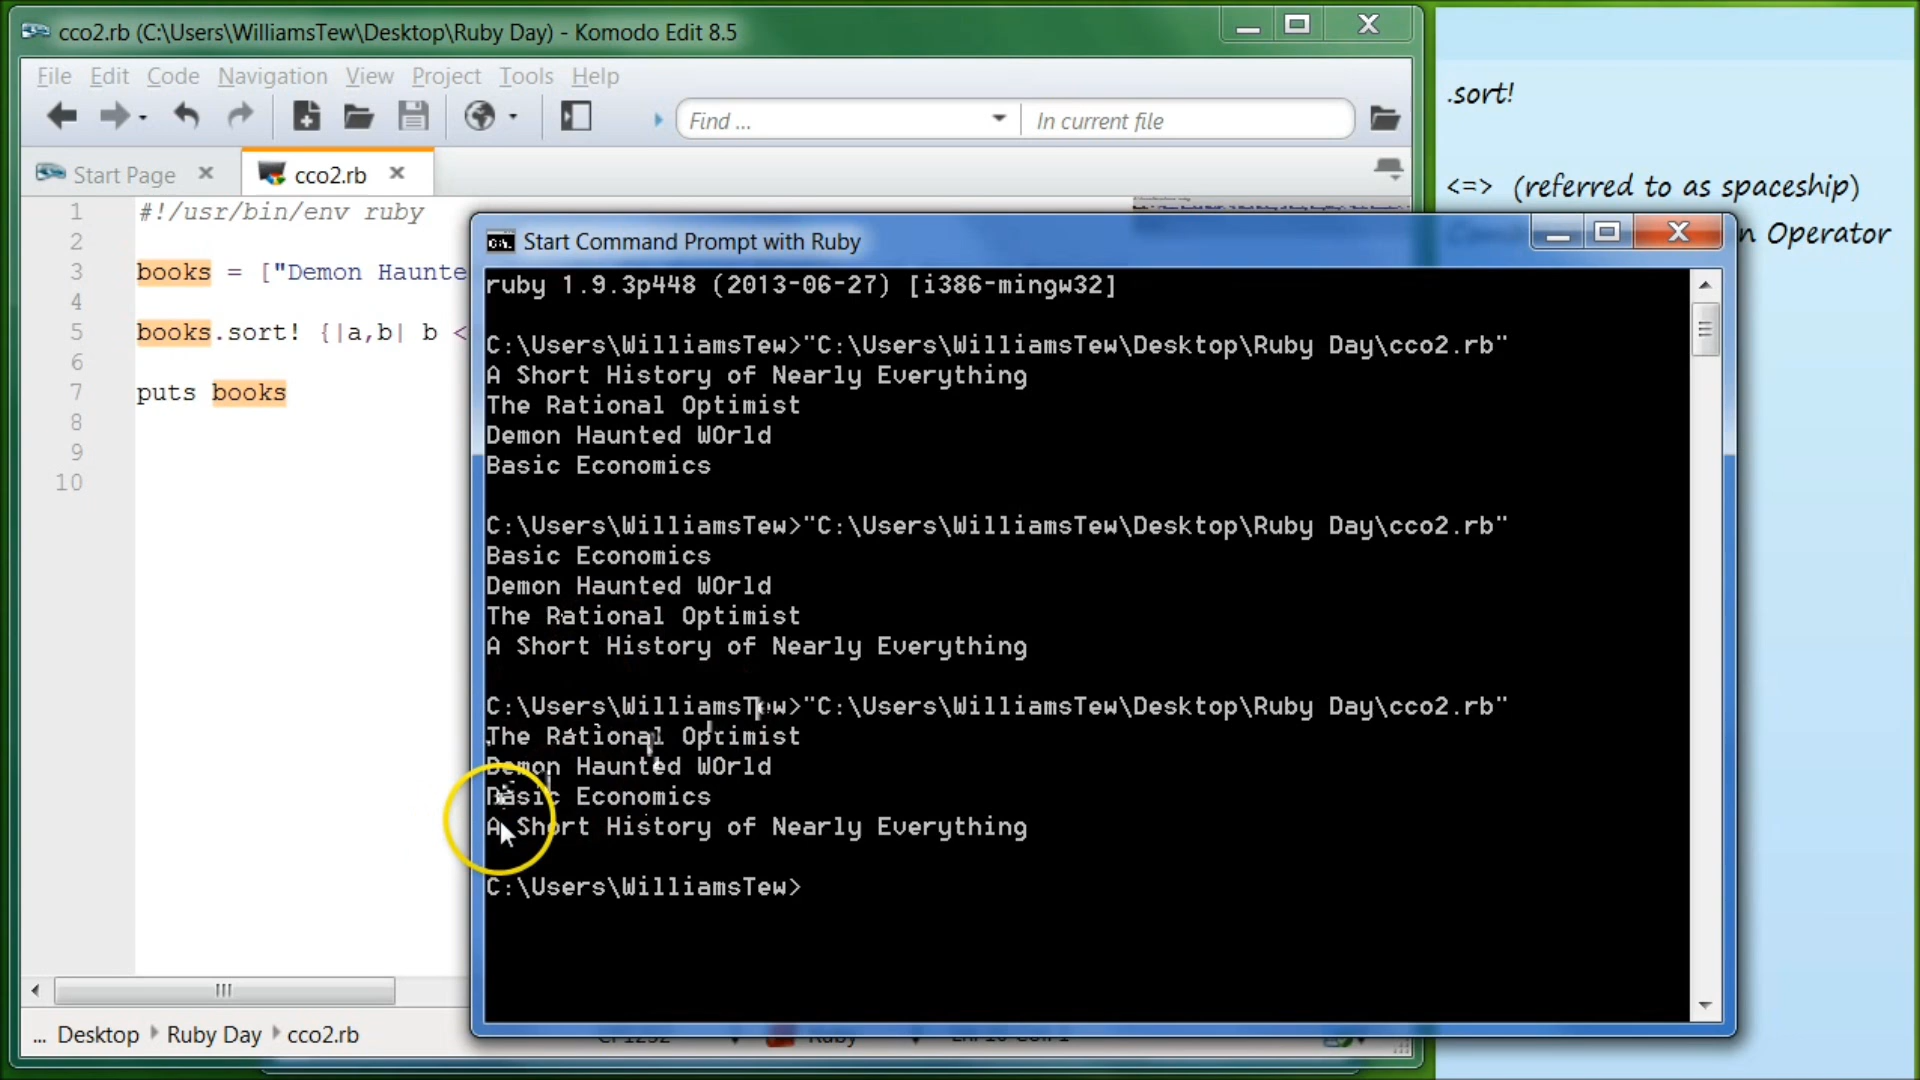 cco2.rb (C:\Users\WilliamsTew\Desktop\Ruby Day) - Komodo Edit 8.5
File Edit Code Navigation View Project Tools Help
Find ...
In current file
Start Page
cco2.rb
1 #!/usr/bin/env ruby
2
3 books = ["Demon Haunte
4
5 books.sort! {|a,b| b <
6
7 puts books
8
9
10
... Desktop Ruby Day cco2.rb
Start Command Prompt with Ruby
ruby 1.9.3p448 (2013-06-27) [i386-mingw32]
C:\Users\WilliamsTew>"C:\Users\WilliamsTew\Desktop\Ruby Day\cco2.rb"
A Short History of Nearly Everything
The Rational Optimist
Demon Haunted WOrld
Basic Economics
C:\Users\WilliamsTew>"C:\Users\WilliamsTew\Desktop\Ruby Day\cco2.rb"
Basic Economics
Demon Haunted WOrld
The Rational Optimist
A Short History of Nearly Everything
C:\Users\WilliamsTew>"C:\Users\WilliamsTew\Desktop\Ruby Day\cco2.rb"
The Rational Optimist
Demon Haunted WOrld
Basic Economics
A Short History of Nearly Everything
C:\Users\WilliamsTew>
.sort!
<=> (referred to as spaceship)
n Operator